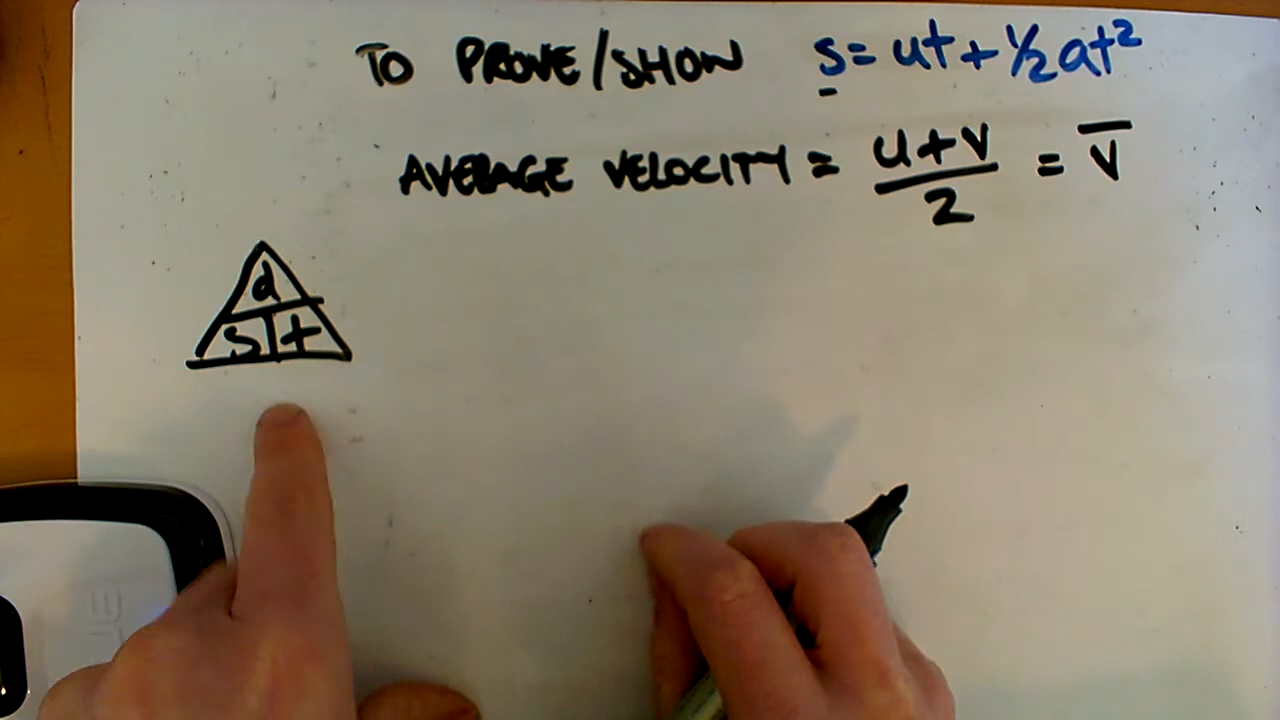 TO PROVE/SHOW s=ut+½at²
AVERAGE VELOCITY = u+v/2 = v̅
d
s t